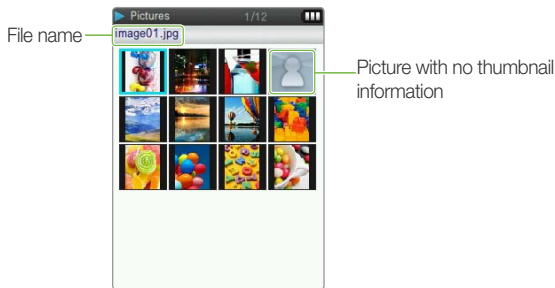 Pictures 1/12
File name
image01.jpg
Picture with no thumbnail
information